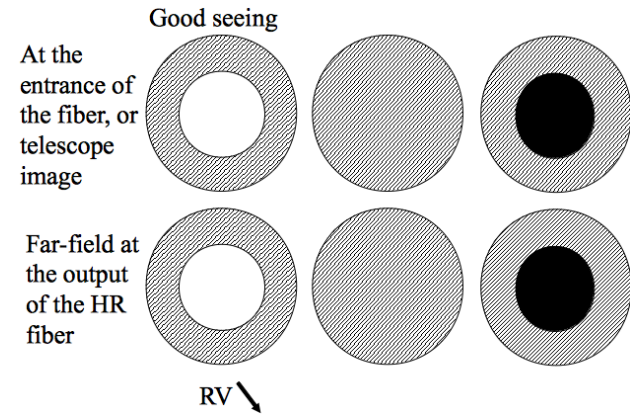 Good seeing
At the
entrance of
the fiber, or
telescope
image
Far-field at
the output
of the HR
fiber
RV